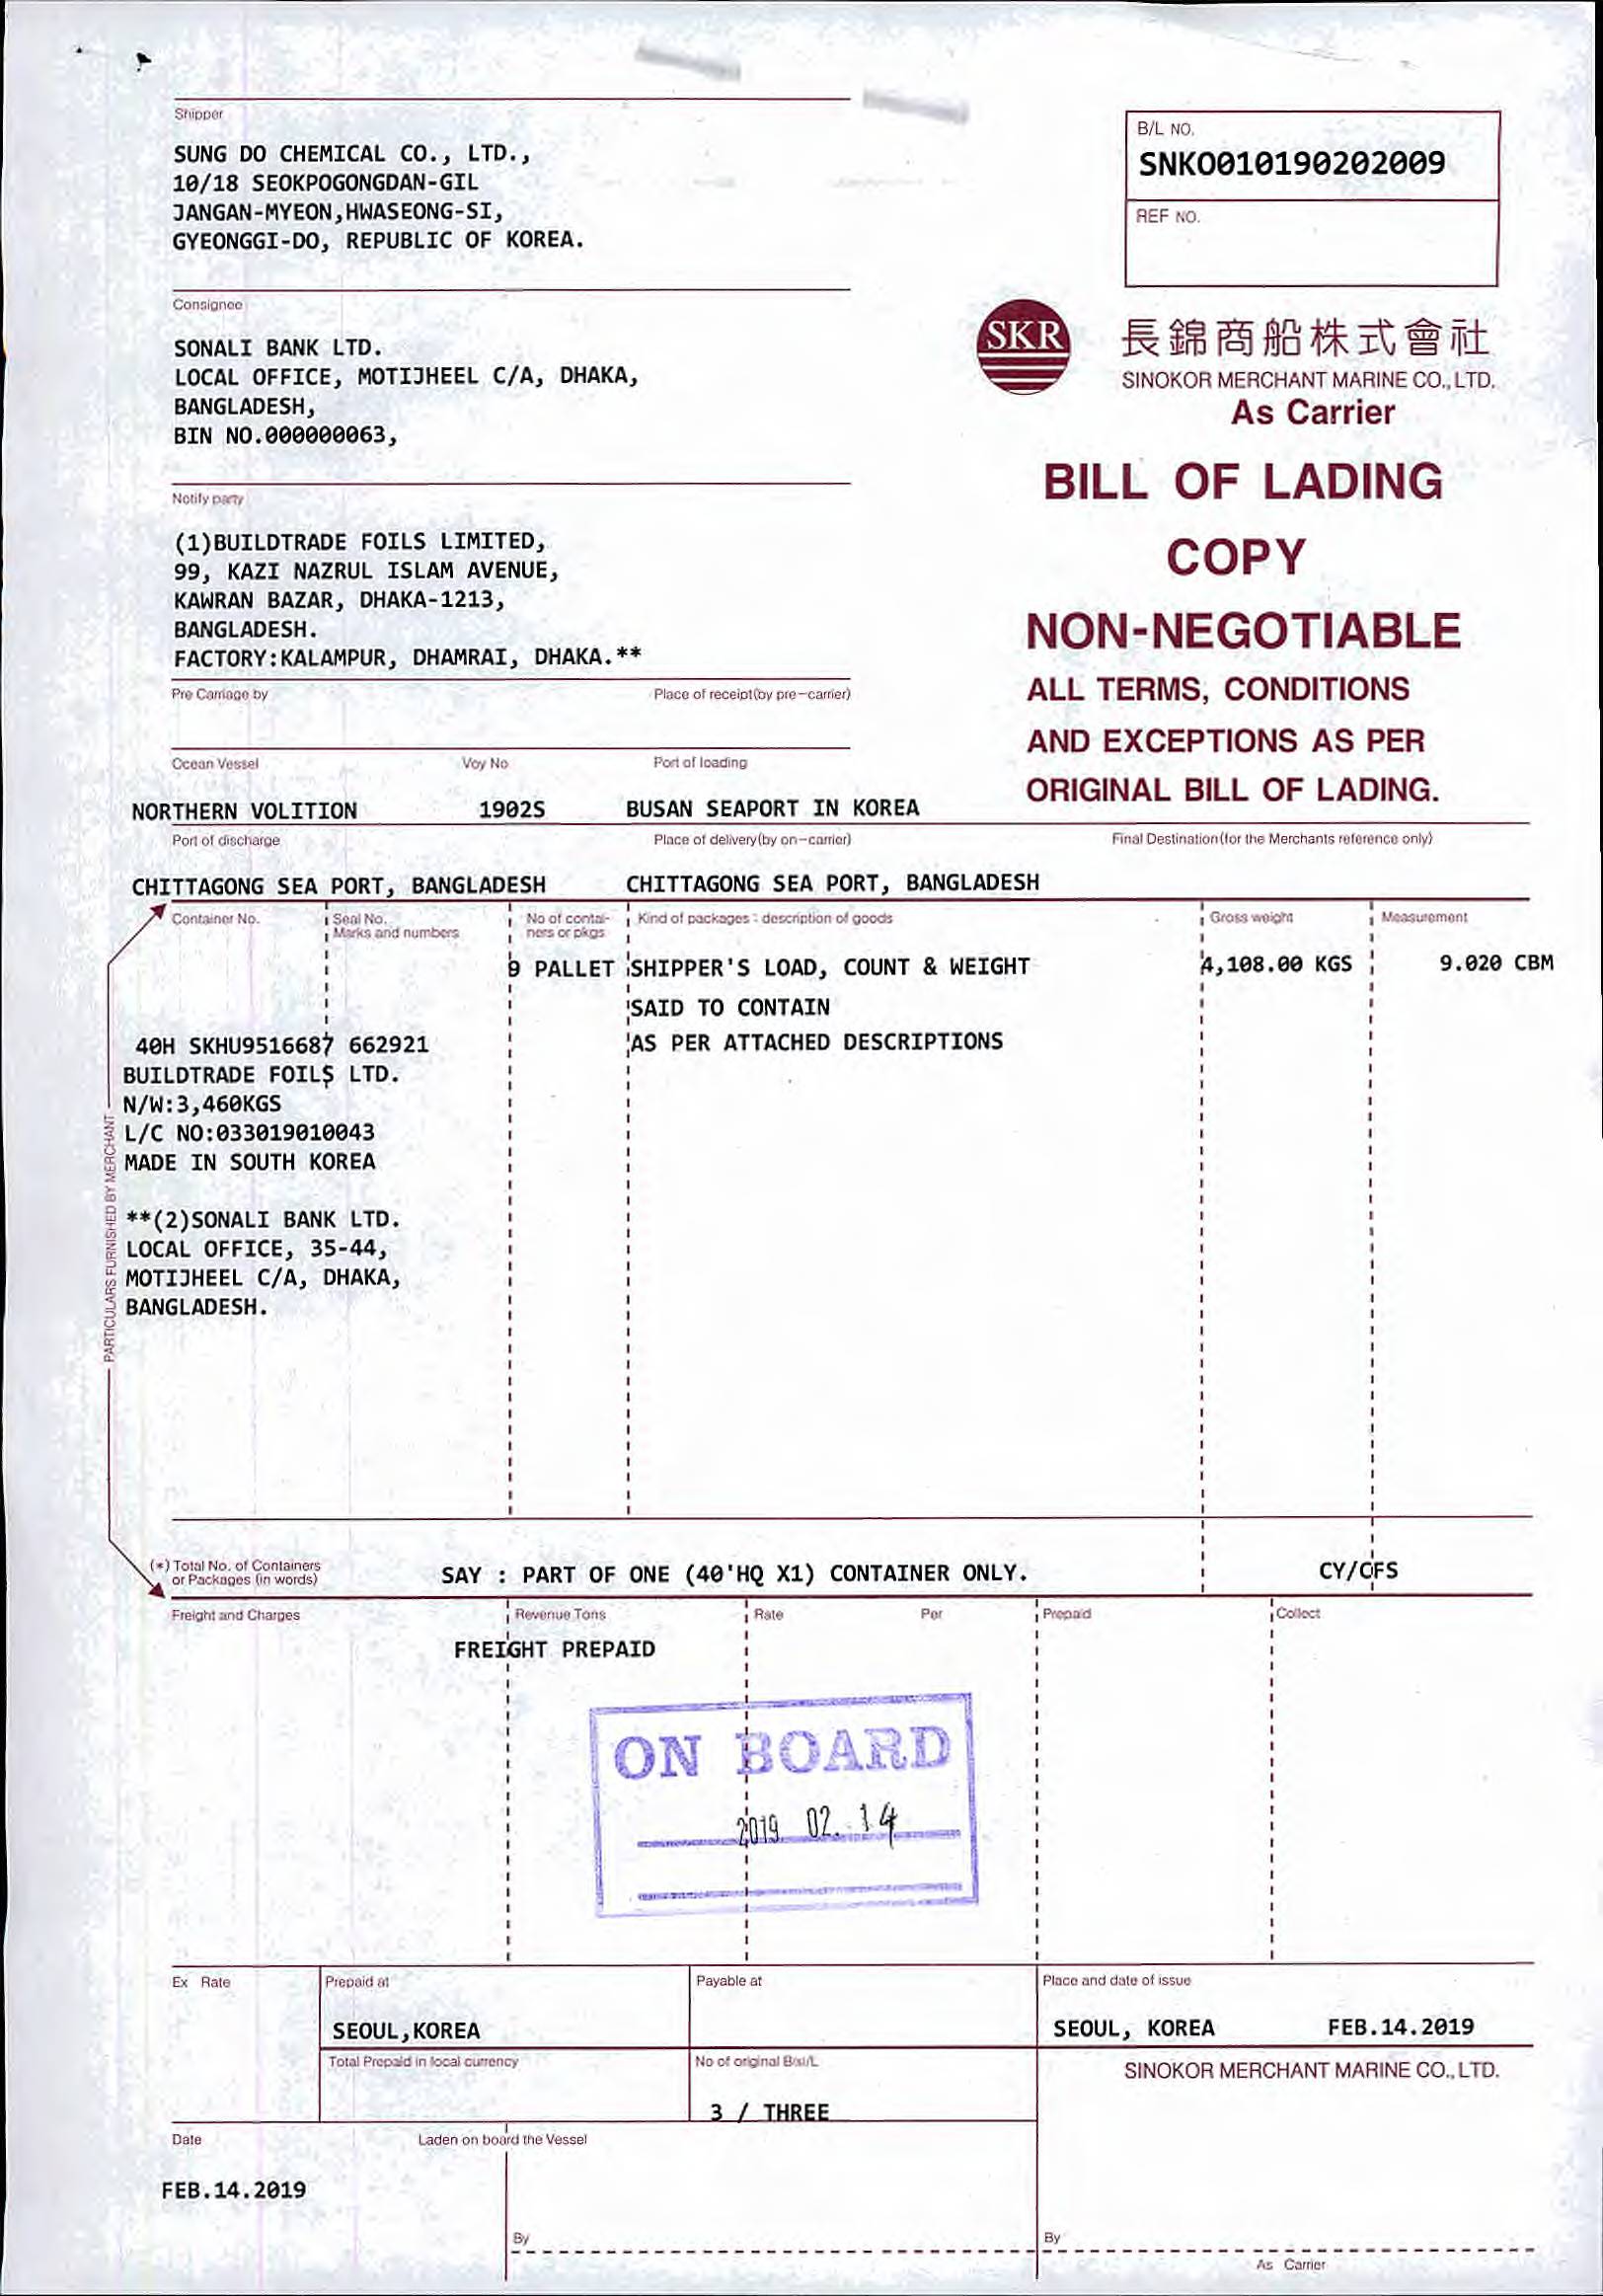 Shipper
SUNG DO CHEMICAL CO., LTD.,
10/18 SEOKPOGONGDAN-GIL
JANGAN-MYEON,HWASEONG-SI,
GYEONGGI-DO, REPUBLIC OF KOREA.
B/L NO.
SNKO010190202009
REF NO.
Consignee
SONALI BANK LTD.
LOCAL OFFICE, MOTIJHEEL C/A, DHAKA,
BANGLADESH,
BIN NO.000000063,
SKR
長錦商船株式會社
SINOKOR MERCHANT MARINE CO., LTD.
As Carrier
BILL OF LADING
COPY
NON-NEGOTIABLE
ALL TERMS, CONDITIONS
AND EXCEPTIONS AS PER
ORIGINAL BILL OF LADING.
Notify party
(1)BUILDTRADE FOILS LIMITED,
99, KAZI NAZRUL ISLAM AVENUE,
KAWRAN BAZAR, DHAKA-1213,
BANGLADESH.
FACTORY:KALAMPUR, DHAMRAI, DHAKA.**
Pre Carriage by Place of receipt(by pre-carrier)
Ocean Vessel Voy No Port of loading
NORTHERN VOLITION 1902S BUSAN SEAPORT IN KOREA
Port of discharge Place of delivery(by on-carrier) Final Destination(for the Merchants reference only)
CHITTAGONG SEA PORT, BANGLADESH CHITTAGONG SEA PORT, BANGLADESH
Container No. Seal No. No of contai- Kind of packages : description of goods Gross weight Measurement
Marks and numbers ners or pkgs
9 PALLET SHIPPER'S LOAD, COUNT & WEIGHT 4,108.00 KGS 9.020 CBM
SAID TO CONTAIN
40H SKHU9516687 662921 AS PER ATTACHED DESCRIPTIONS
BUILDTRADE FOILS LTD.
N/W:3,460KGS
L/C NO:033019010043
MADE IN SOUTH KOREA
**(2)SONALI BANK LTD.
LOCAL OFFICE, 35-44,
MOTIJHEEL C/A, DHAKA,
BANGLADESH.
PARTICULARS FURNISHED BY MERCHANT
(*) Total No. of Containers
or Packages (in words)
SAY : PART OF ONE (40'HQ X1) CONTAINER ONLY. CY/CFS
Freight and Charges Revenue Tons Rate Per Prepaid Collect
FREIGHT PREPAID
ON BOARD
2019 02. 14
Ex Rate Prepaid at Payable at Place and date of issue
SEOUL,KOREA SEOUL, KOREA FEB.14.2019
Total Prepaid in local currency No of original B(s)/L SINOKOR MERCHANT MARINE CO., LTD.
3 / THREE
Date Laden on board the Vessel
FEB.14.2019
By By
As Carrier